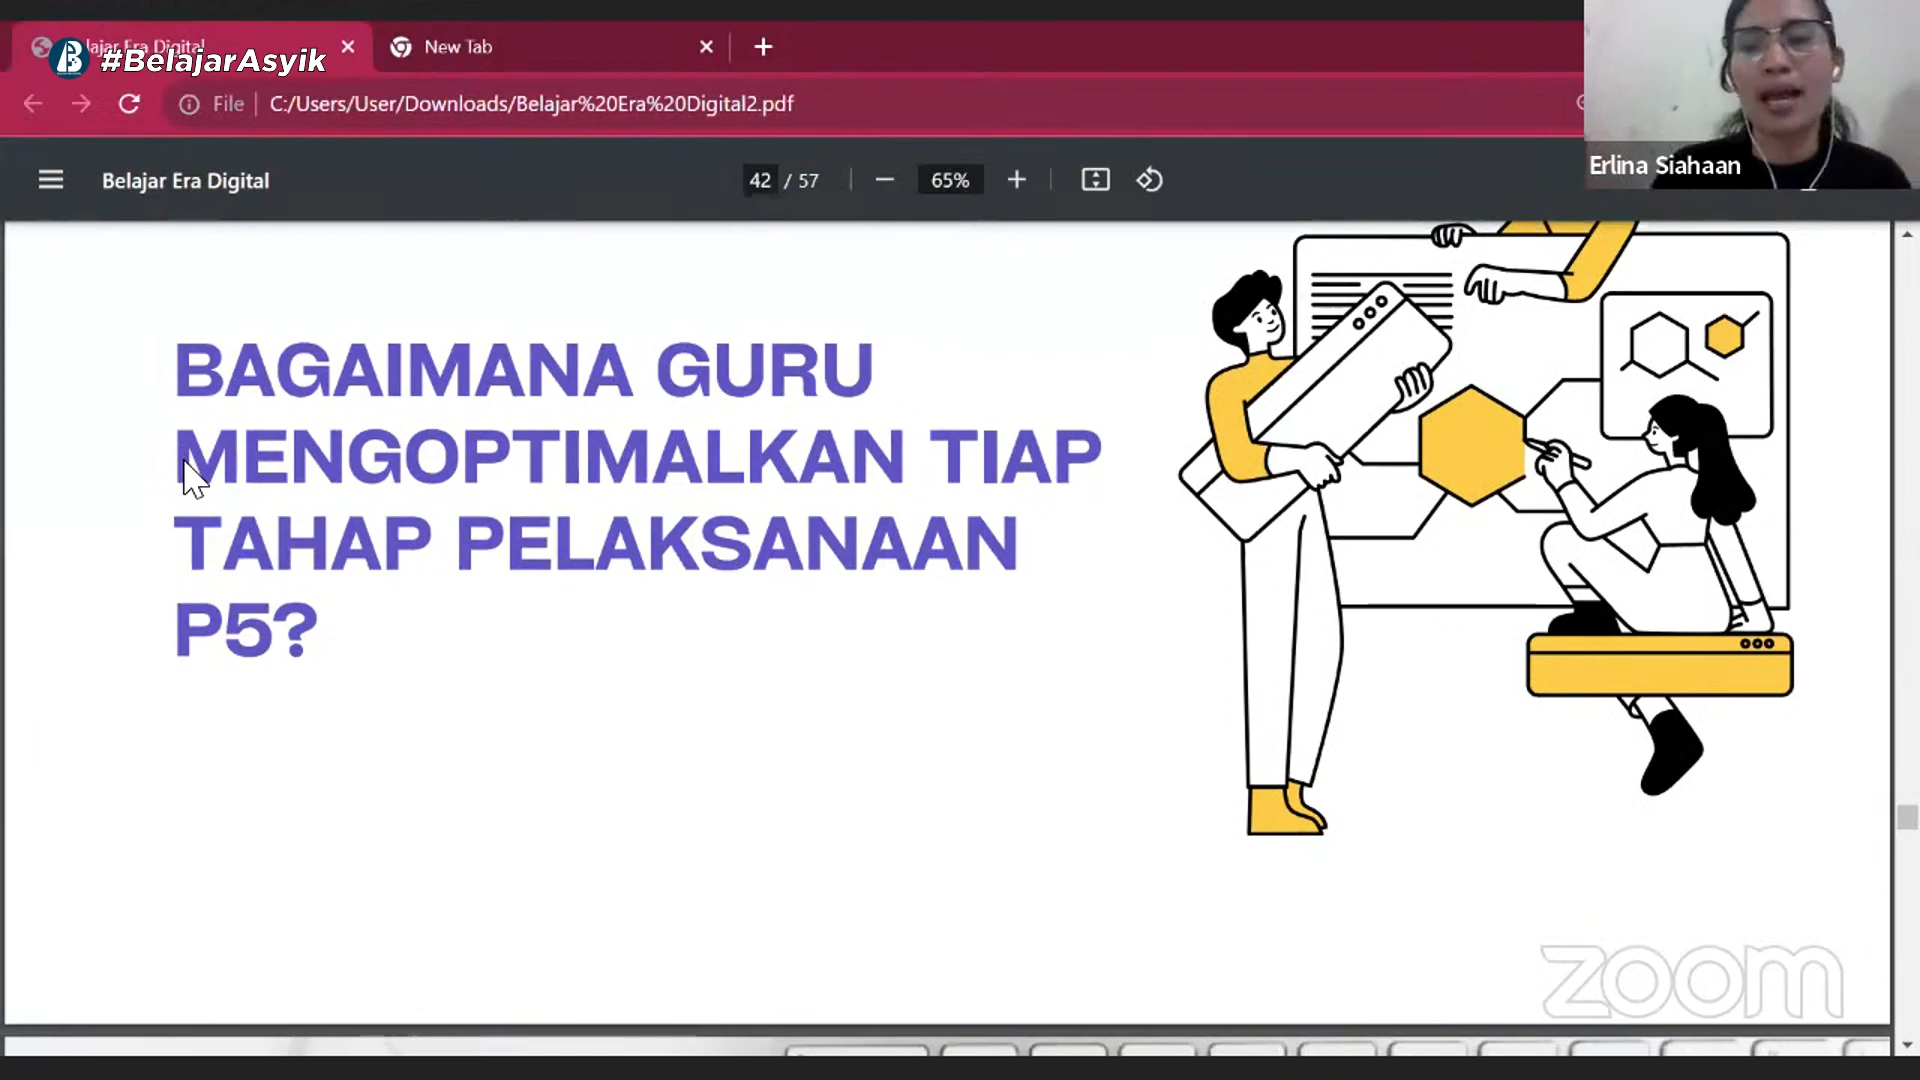 #BelajarAsyik
New Tab
File
C:/Users/User/Downloads/Belajar%20Era%20Digital2.pdf
Erlina Siahaan
Belajar Era Digital
42 / 57
65%
BAGAIMANA GURU
MENGOPTIMALKAN TIAP
TAHAP PELAKSANAAN
P5?
zoom